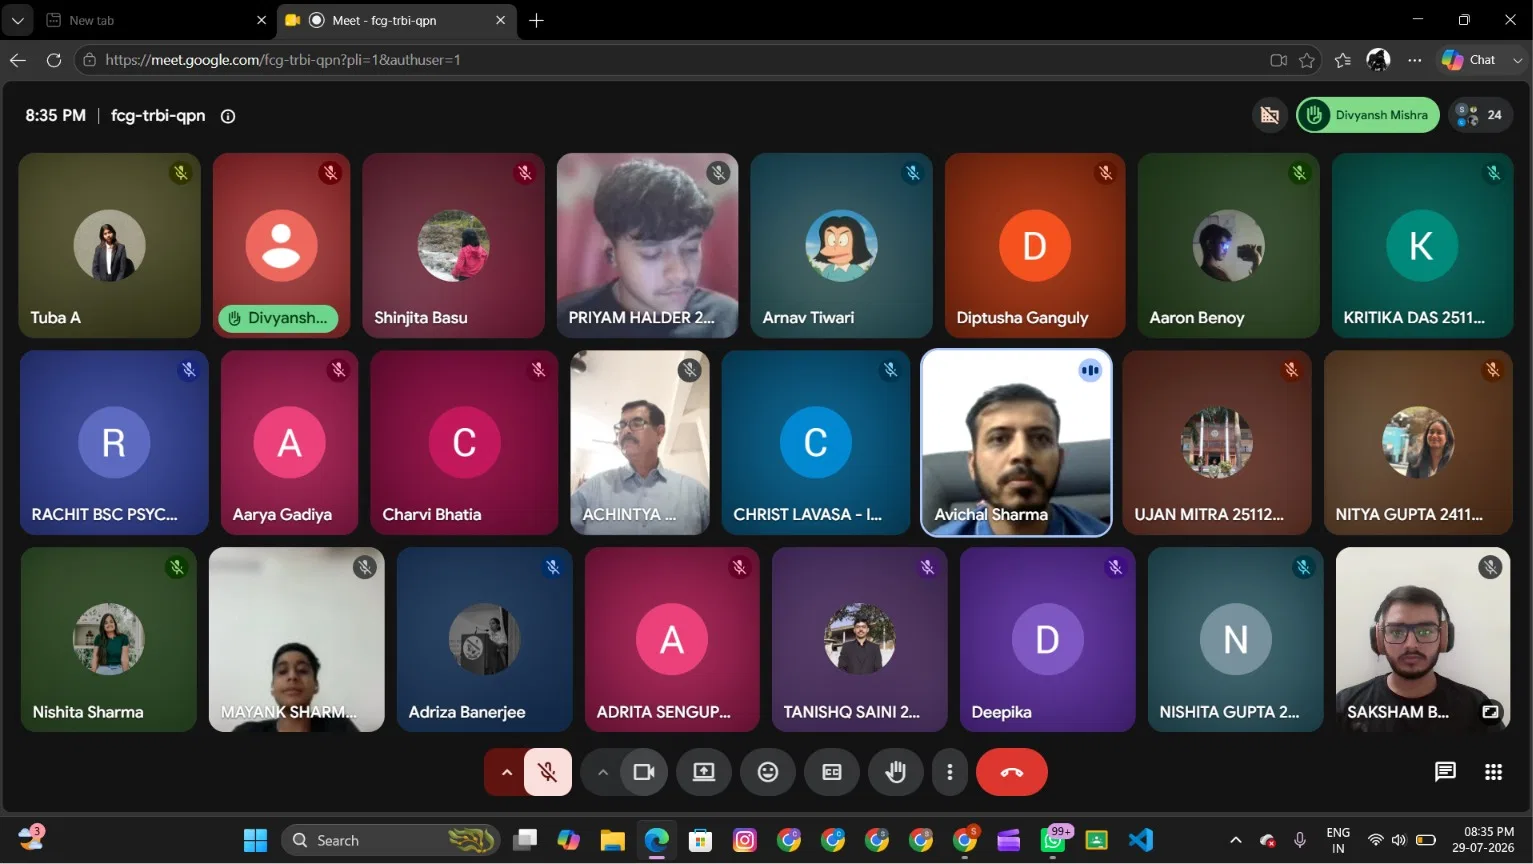 New tab
Meet - fcg-trbi-qpn
https://meet.google.com/fcg-trbi-qpn?pli=1&authuser=1
Chat
8:35 PM | fcg-trbi-qpn
Divyansh Mishra
24
Tuba A
Divyansh...
Shinjita Basu
PRIYAM HALDER 2...
Arnav Tiwari
D
Diptusha Ganguly
Aaron Benoy
K
KRITIKA DAS 2511...
R
RACHIT BSC PSYC...
A
Aarya Gadiya
C
Charvi Bhatia
ACHINTYA ...
C
CHRIST LAVASA - I...
Avichal Sharma
UJAN MITRA 25112...
NITYA GUPTA 2411...
Nishita Sharma
MAYANK SHARM...
Adriza Banerjee
A
ADRITA SENGUP...
TANISHQ SAINI 2...
D
Deepika
N
NISHITA GUPTA 2...
SAKSHAM B...
3
Search
99+
ENG
IN
08:35 PM
29-07-2026